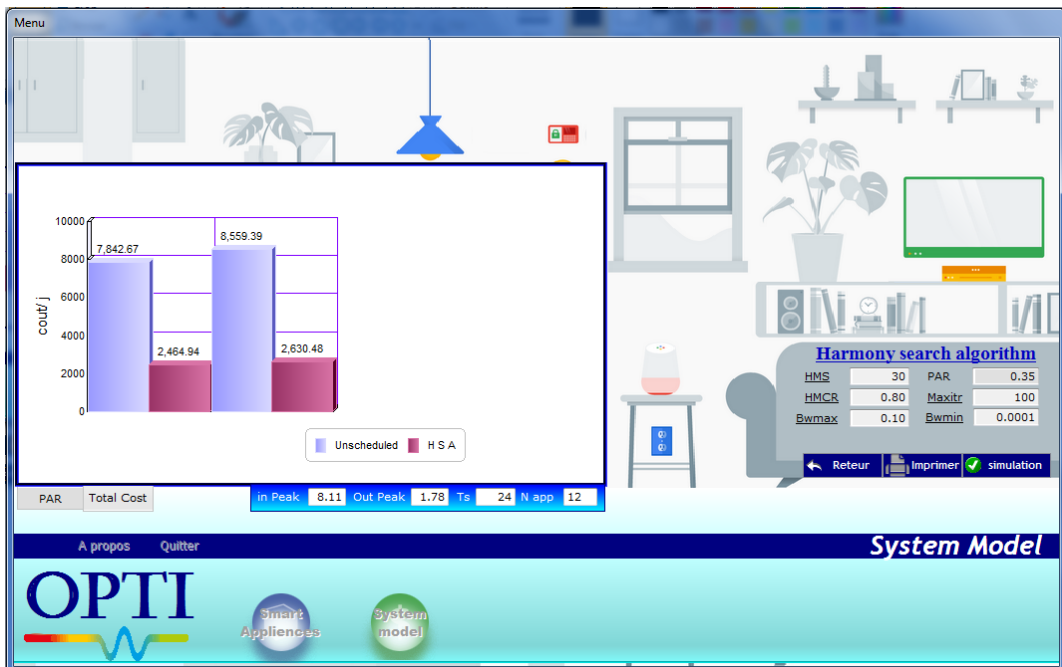 Menu
10000
8000
6000
4000
2000
0
cout/ j
7,842.67
8,559.39
2,464.94
2,630.48
Unscheduled
H S A
Harmony search algorithm
HMS 30 PAR 0.35
HMCR 0.80 Maxitr 100
Bwmax 0.10 Bwmin 0.0001
Reteur Imprimer simulation
PAR Total Cost
in Peak 8.11 Out Peak 1.78 Ts 24 N app 12
A propos Quitter
System Model
OPTI
Smart
Appliences
System
model